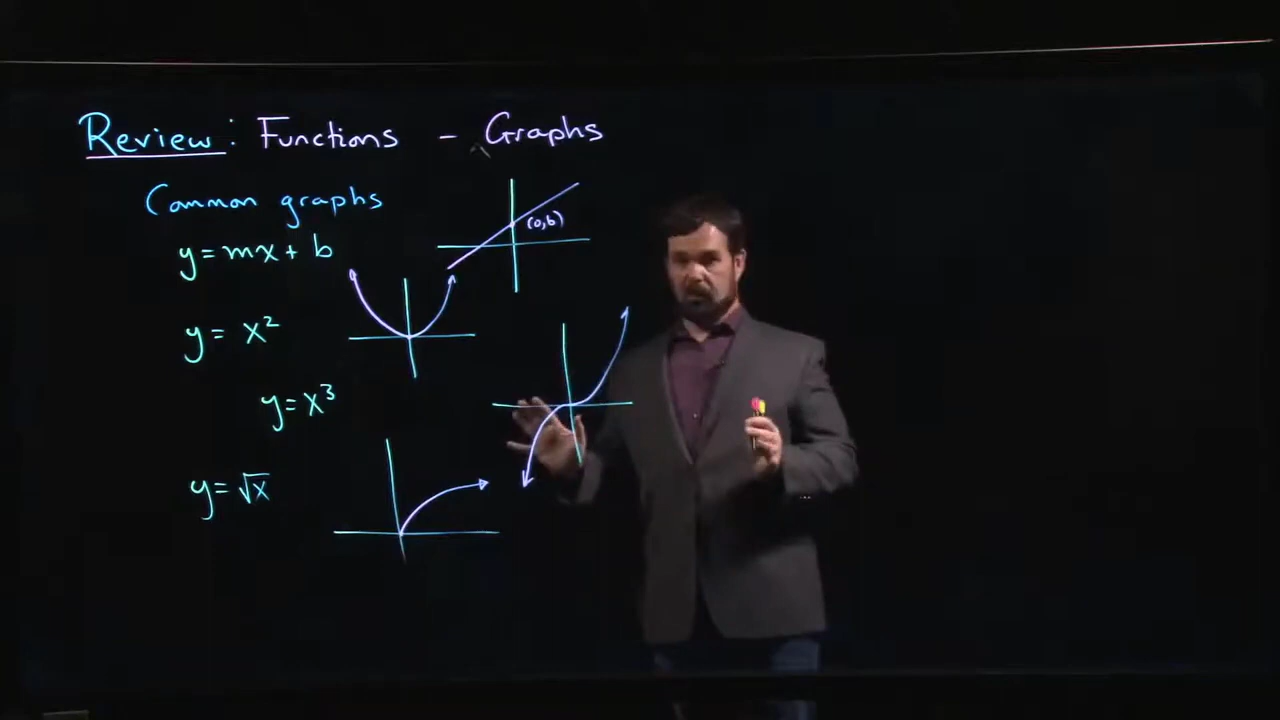 Review: Functions - Graphs
Common graphs
y = mx + b
(0,b)
y = x²
y = x³
y = √x